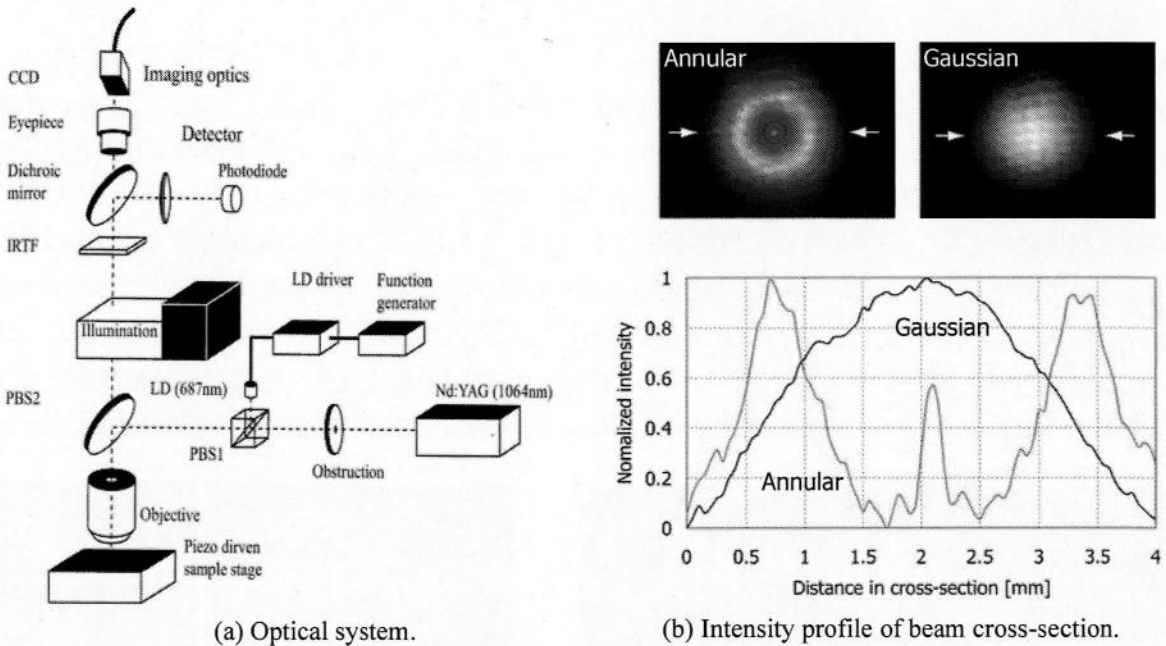 CCD
Imaging optics
Eyepiece
Detector
Dichroic
mirror
Photodiode
IRTF
LD driver
Function
generator
Illumination
LD (687nm)
Nd:YAG (1064nm)
PBS2
PBS1
Obstruction
Objective
Piezo dirven
sample stage
(a) Optical system.
Annular
Gaussian
1
0.8
0.6
0.4
0.2
0
Nomalized Intensity
Gaussian
Annular
0
0.5
1
1.5
2
2.5
3
3.5
4
Distance in cross-section [mm]
(b) Intensity profile of beam cross-section.